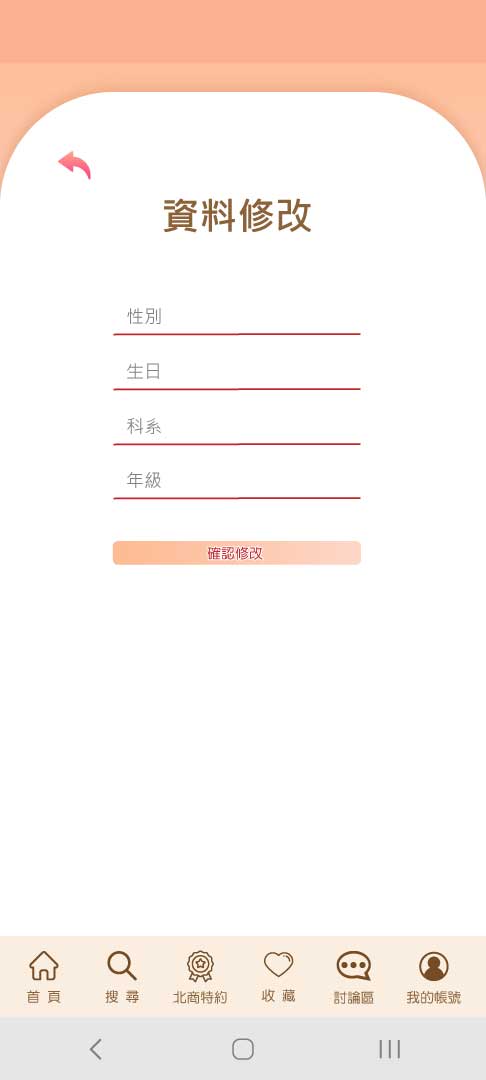 資料修改
性別
生日
科系
年級
確認修改
首頁 搜尋 北商特約 收藏 討論區 我的帳號